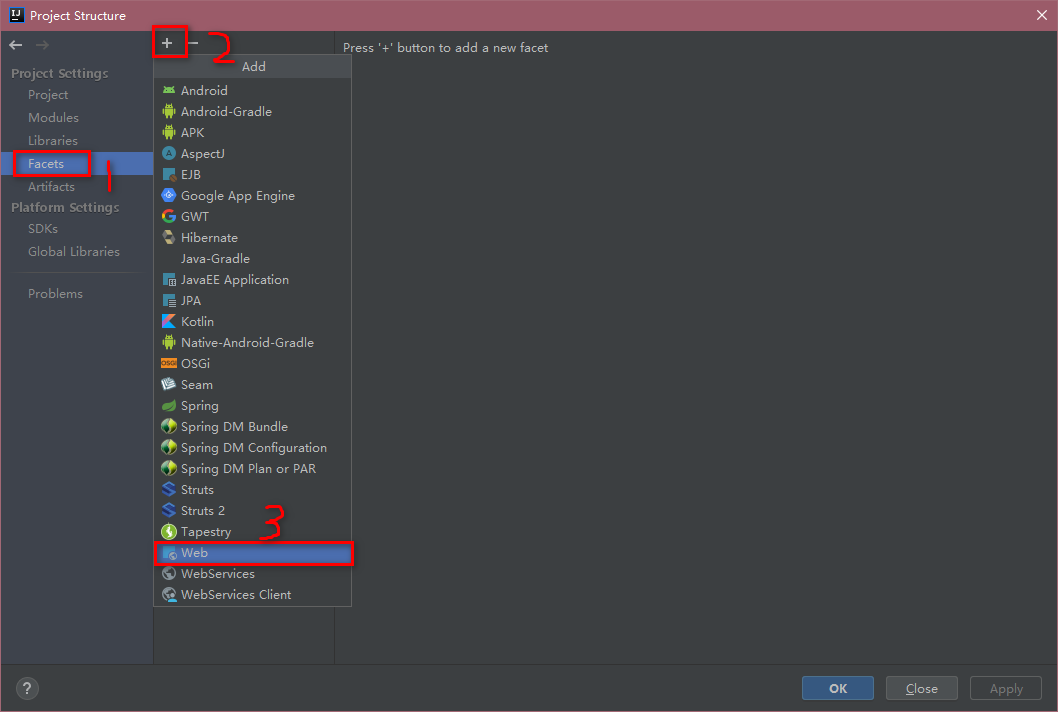 Project Structure
Project Settings
Project
Modules
Libraries
Facets
1
Artifacts
Platform Settings
SDKs
Global Libraries
Problems
+ − 2
Add
Android
Android-Gradle
APK
AspectJ
EJB
Google App Engine
GWT
Hibernate
Java-Gradle
JavaEE Application
JPA
Kotlin
Native-Android-Gradle
OSGi
Seam
Spring
Spring DM Bundle
Spring DM Configuration
Spring DM Plan or PAR
Struts
Struts 2
Tapestry
3
Web
WebServices
WebServices Client
Press '+' button to add a new facet
?
OK
Close
Apply